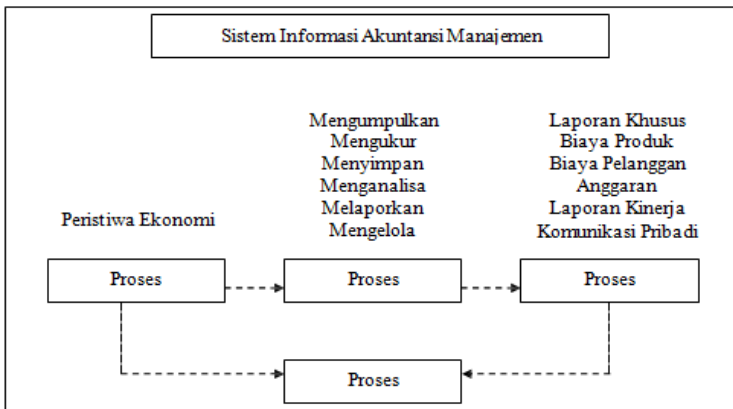 Sistem Informasi Akuntansi Manajemen
Peristiwa Ekonomi
Mengumpulkan
Mengukur
Menyimpan
Menganalisa
Melaporkan
Mengelola
Laporan Khusus
Biaya Produk
Biaya Pelanggan
Anggaran
Laporan Kinerja
Komunikasi Pribadi
Proses
Proses
Proses
Proses